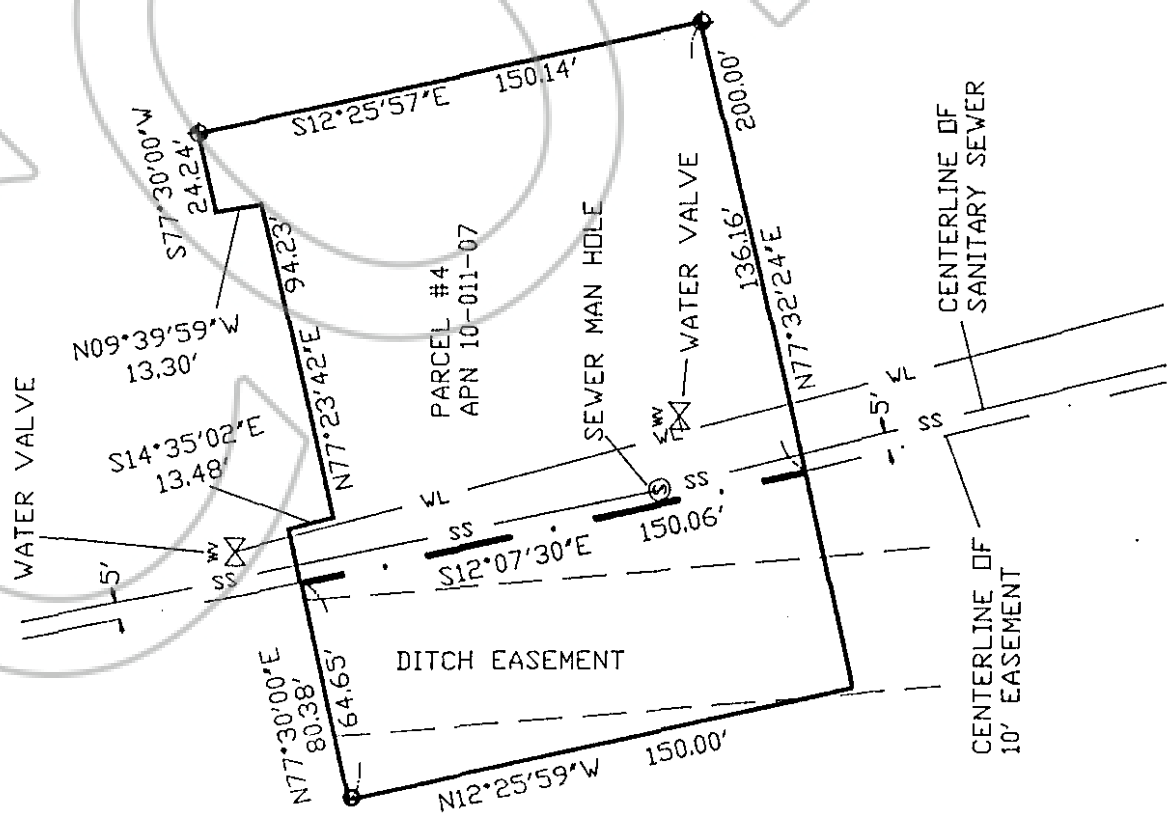 S12°25'57"E 150.14'
S77°30'00"W
24.24'
200.00'
136.16'
N77°32'24"E
CENTERLINE OF
SANITARY SEWER
WATER VALVE
SEWER MAN HOLE
PARCEL #4
APN 10-011-07
94.23'
N77°23'42"E
N09°39'59"W
13.30'
S14°35'02"E
13.48'
WATER VALVE
WV
WV
WL
WL
WL
SS
SS
SS
SS
5'
5'
S
150.06'
S12°07'30"E
DITCH EASEMENT
N77°30'00"E
80.38'
64.65'
N12°25'59"W 150.00'
CENTERLINE OF
10' EASEMENT